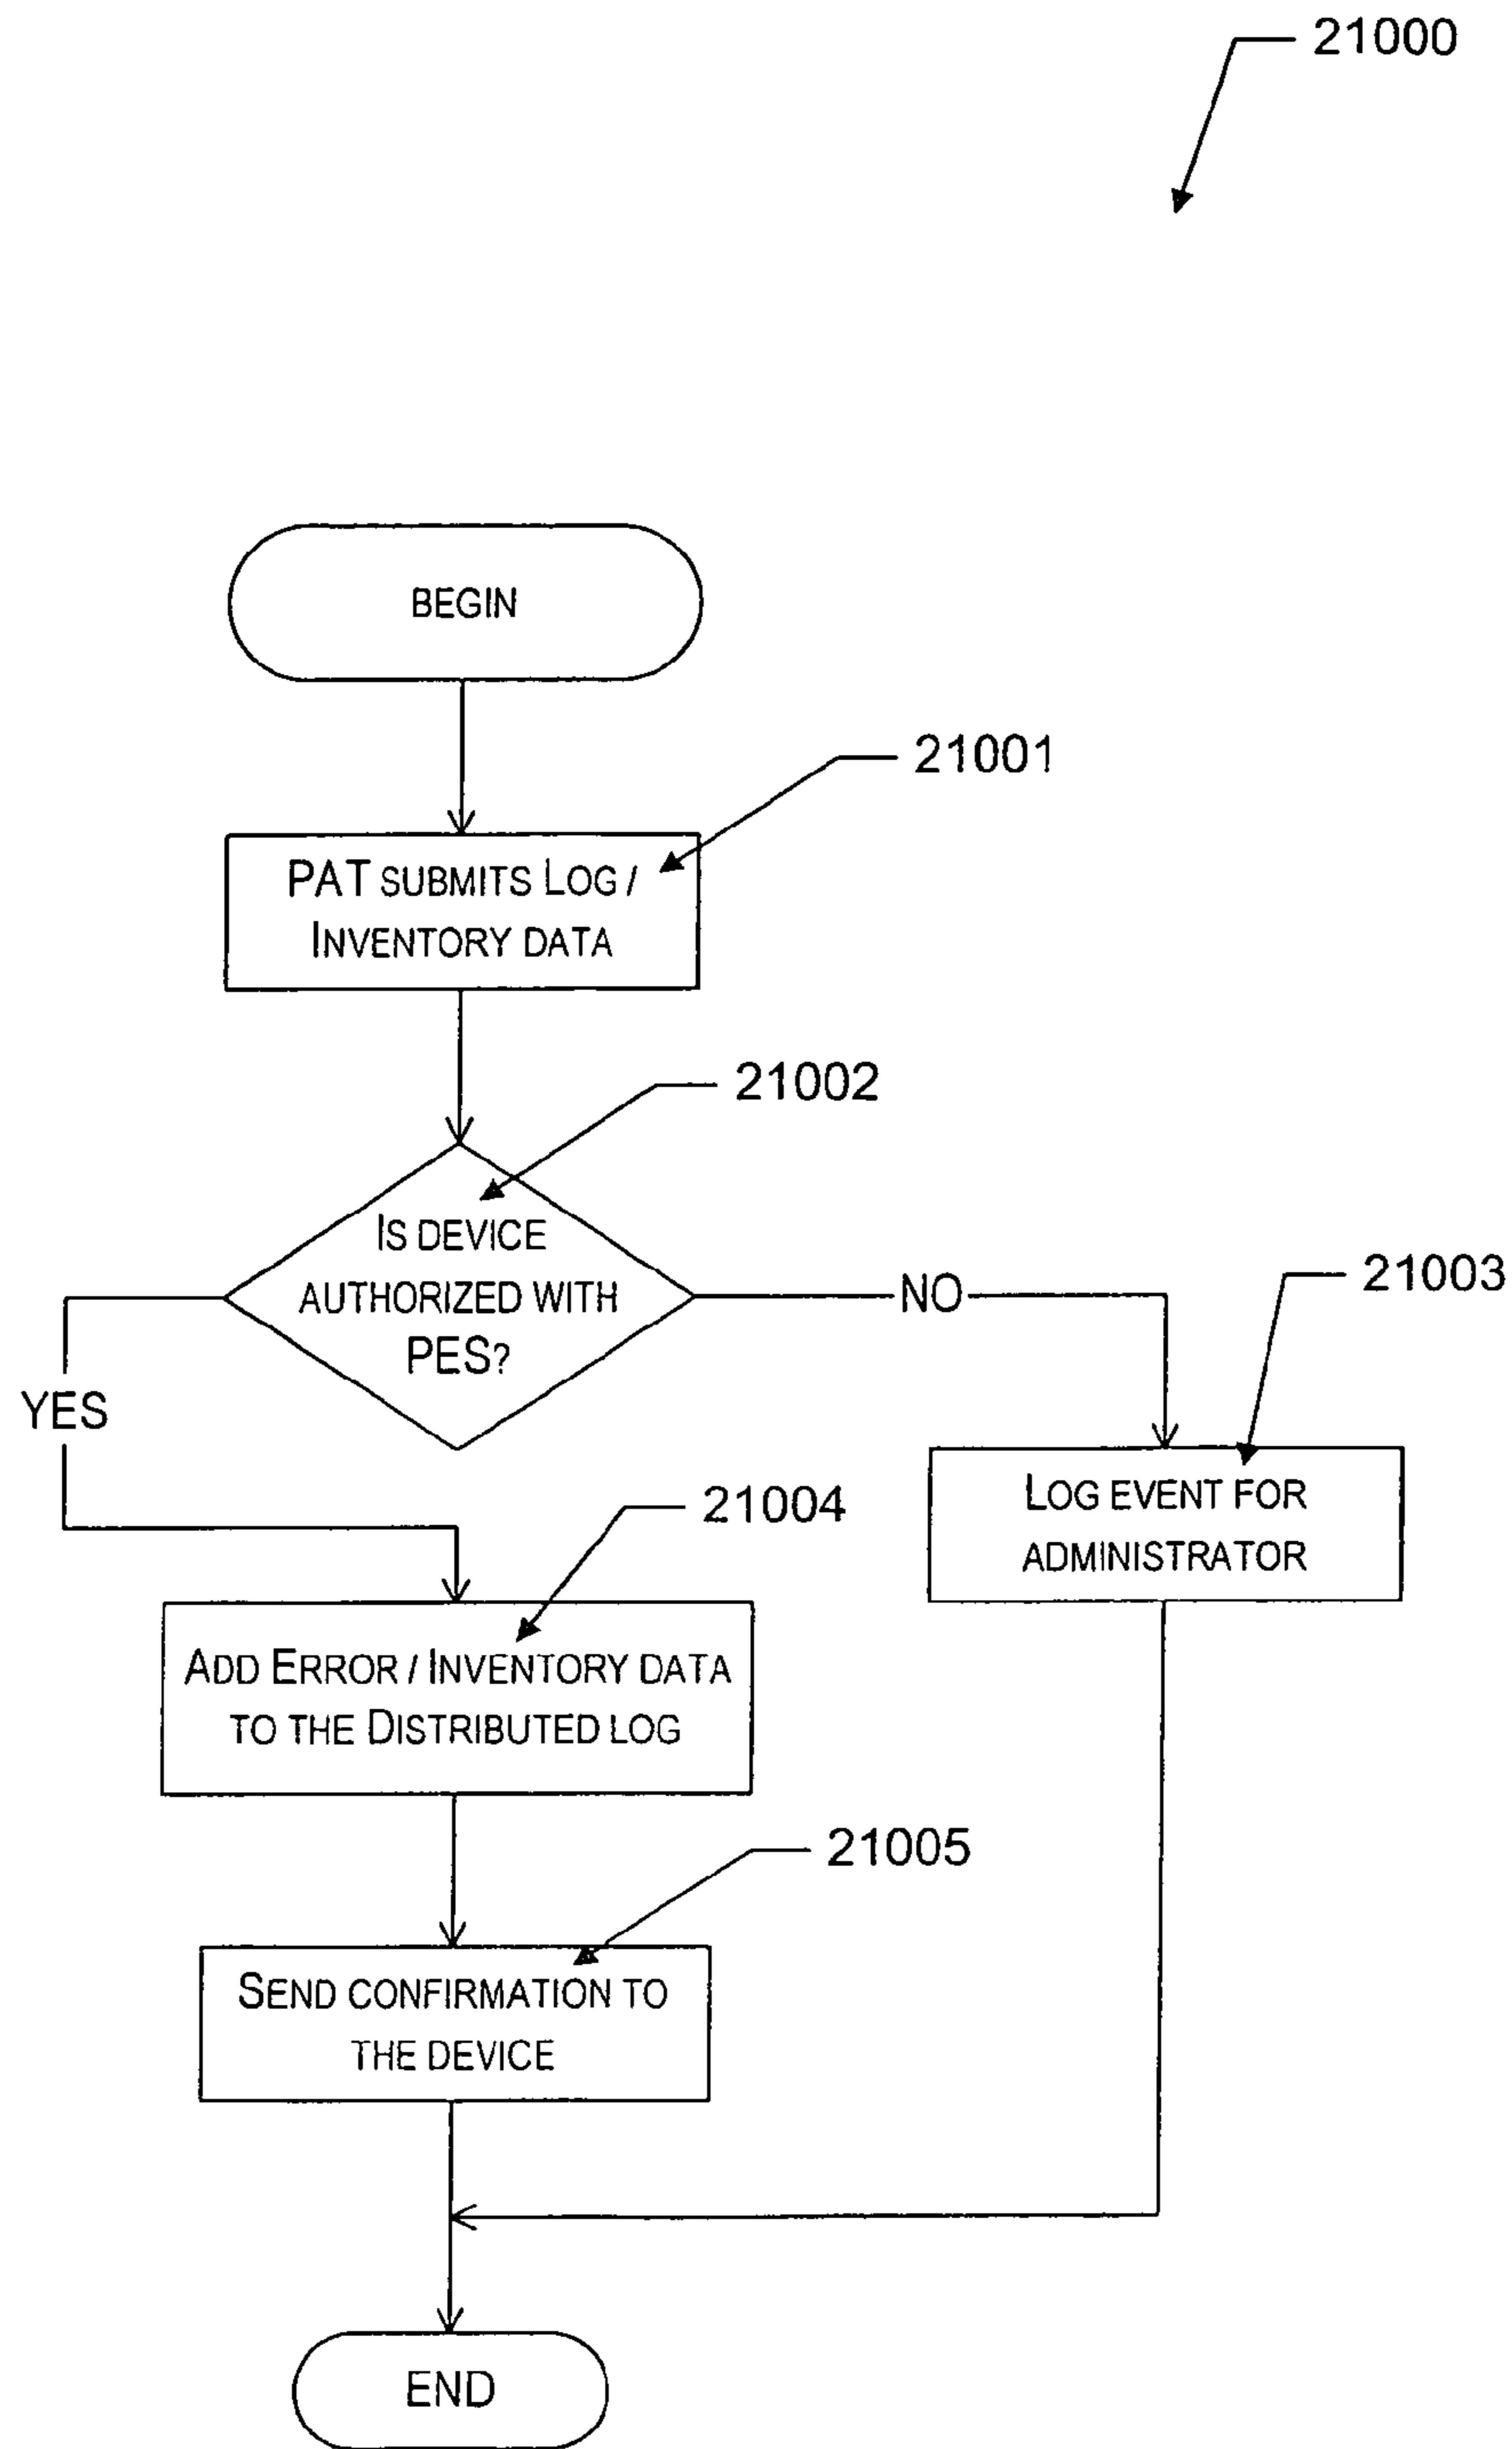 21000
BEGIN
21001
PAT SUBMITS LOG /
INVENTORY DATA
21002
IS DEVICE
AUTHORIZED WITH
PES?
NO
21003
YES
LOG EVENT FOR
ADMINISTRATOR
21004
ADD ERROR / INVENTORY DATA
TO THE DISTRIBUTED LOG
21005
SEND CONFIRMATION TO
THE DEVICE
END